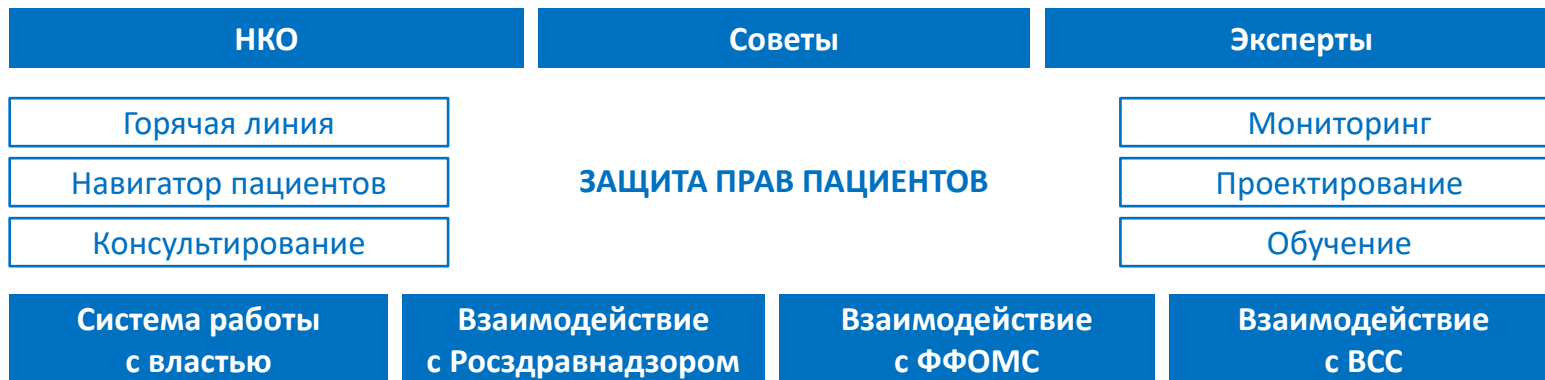 НКО
Советы
Эксперты
Горячая линия
Навигатор пациентов
Консультирование
ЗАЩИТА ПРАВ ПАЦИЕНТОВ
Мониторинг
Проектирование
Обучение
Система работы
с властью
Взаимодействие
с Росздравнадзором
Взаимодействие
с ФФОМС
Взаимодействие
с ВСС